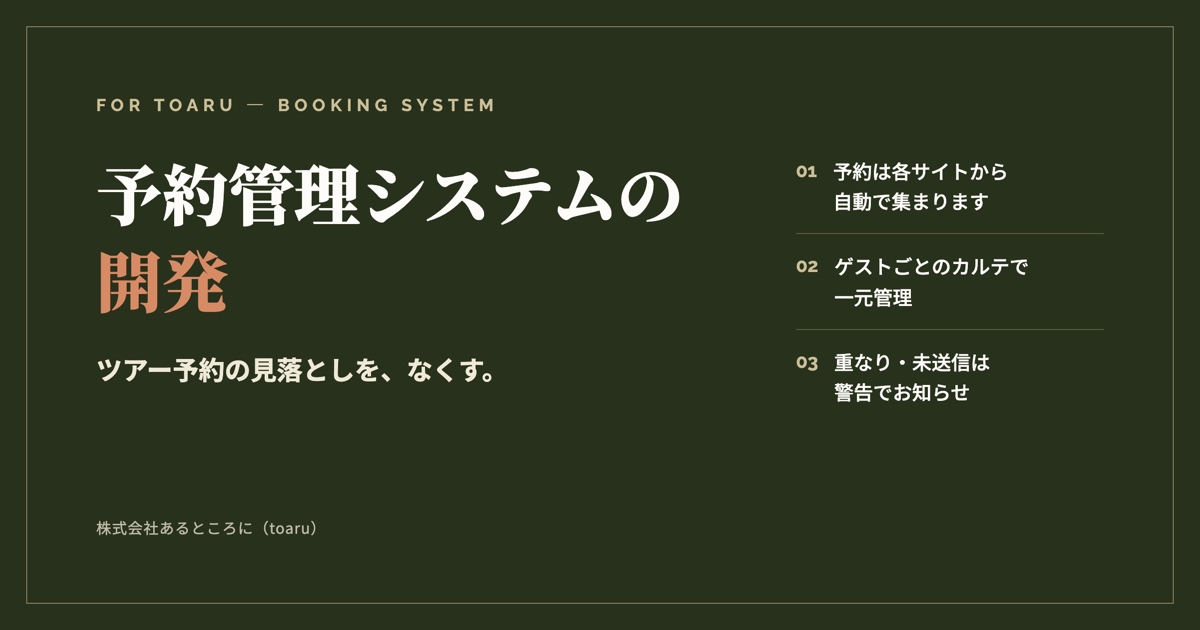 FOR TOARU — BOOKING SYSTEM
予約管理システムの
開発
ツアー予約の見落としを、なくす。
01 予約は各サイトから
自動で集まります
02 ゲストごとのカルテで
一元管理
03 重なり・未送信は
警告でお知らせ
株式会社あるところに（toaru）